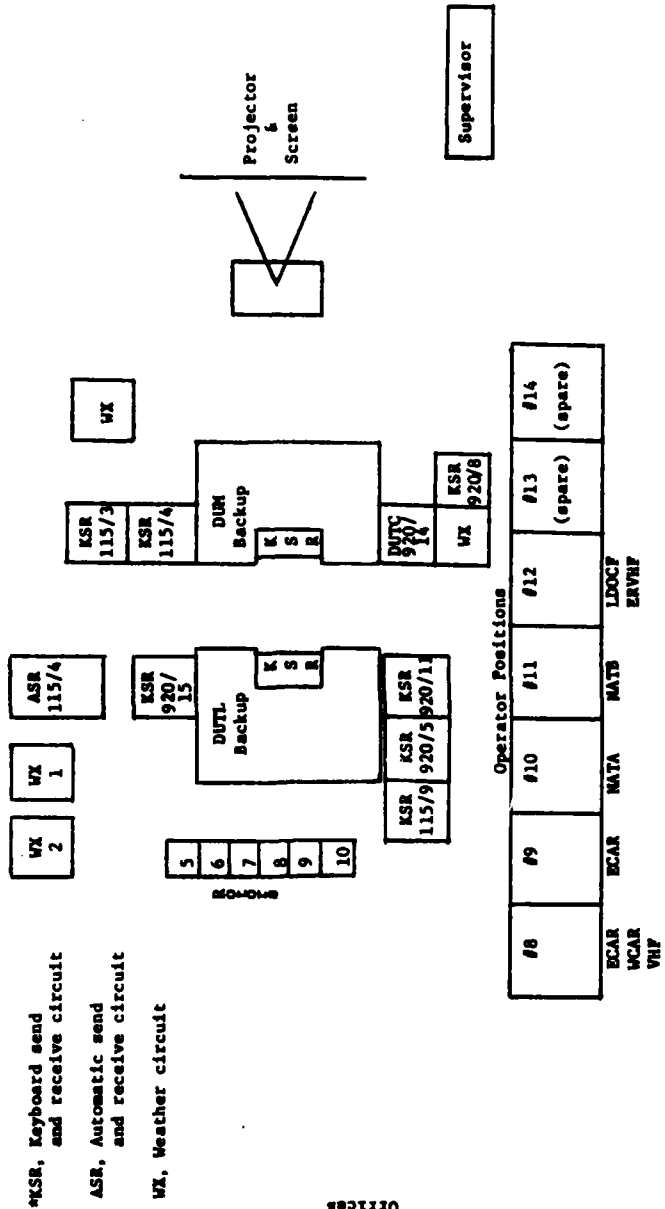 *KSR, Keyboard send
and receive circuit
ASR, Automatic send
and receive circuit
WX, Weather circuit
WX
2
WX
1
ASR
115/4
KSR
115/3
KSR
115/4
WX
KSR
920/
15
DUTL
Backup
K
S
R
DUM
Backup
K
S
R
5
6
7
8
9
10
KSR
115/9
KSR
920/5
KSR
920/11
DUTC
920/
14
WX
KSR
920/8
Projector
&
Screen
Supervisor
Operator Positions
#8
#9
#10
#11
#12
#13
(spare)
#14
(spare)
ECAR
WCAR
VHF
ECAR
NATA
NATB
LDOCF
ERVHF
Offices